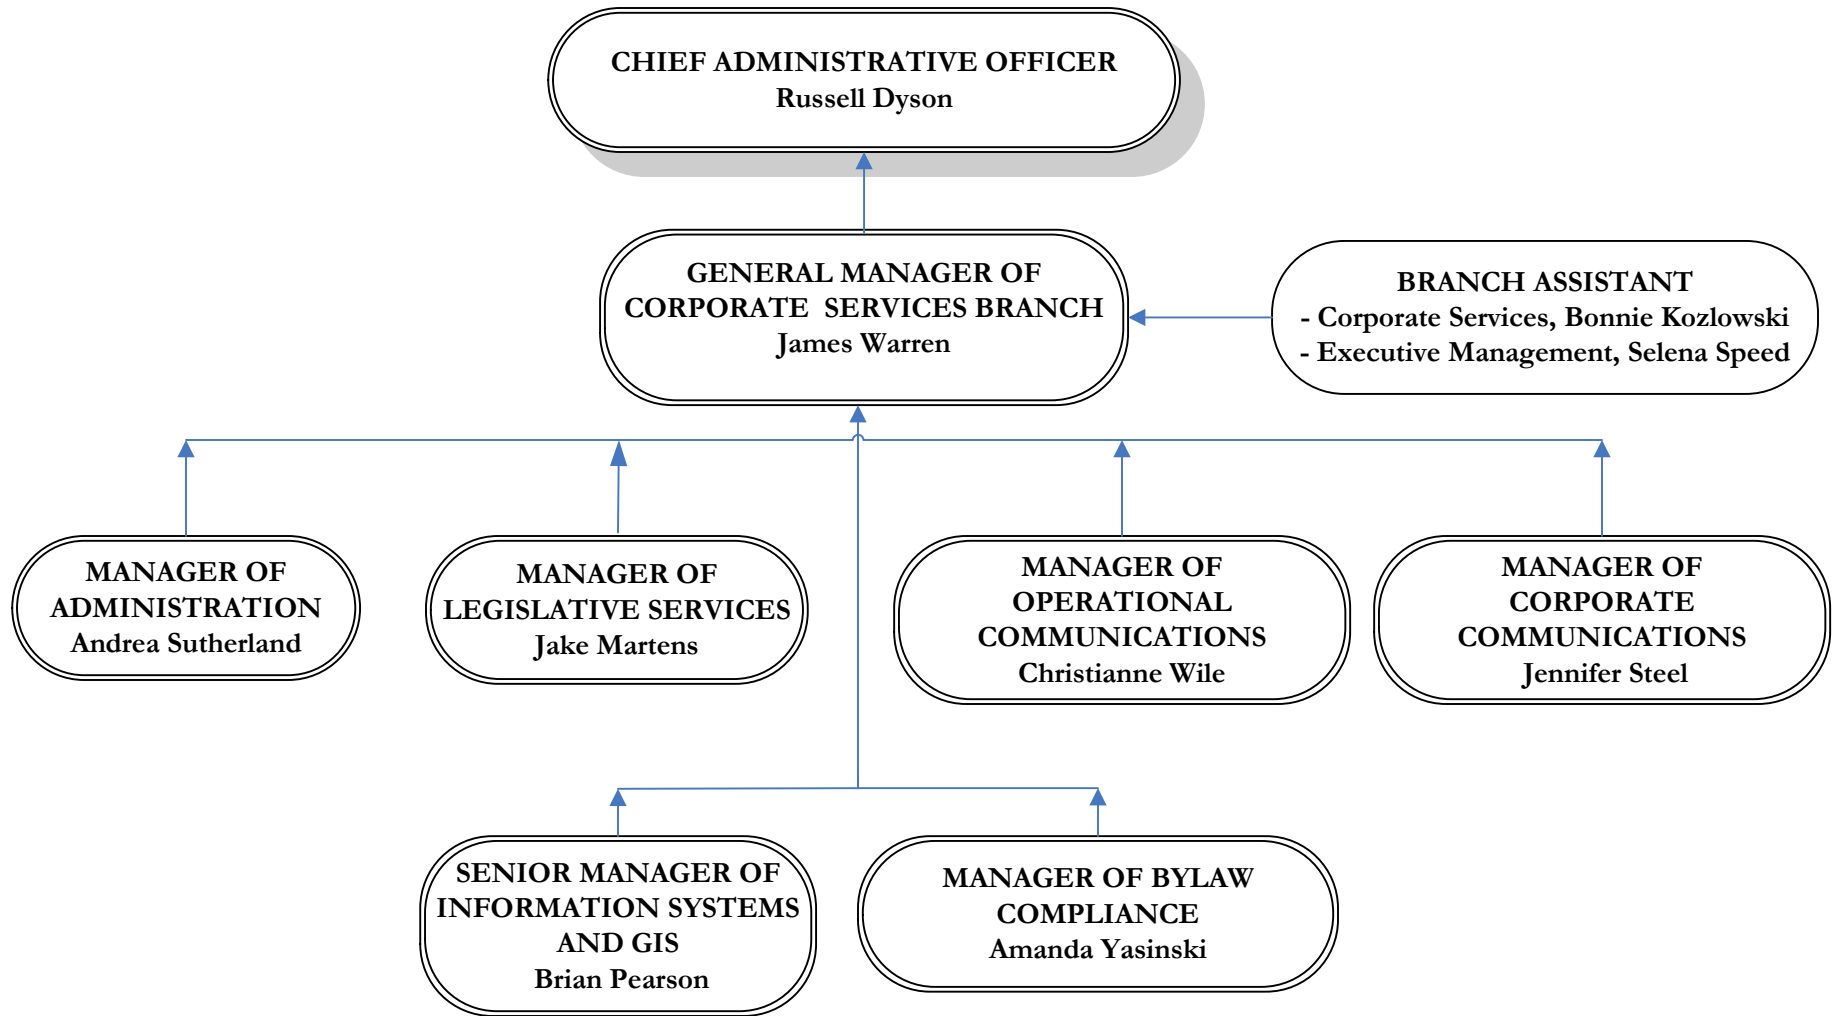 CHIEF ADMINISTRATIVE OFFICER
Russell Dyson
GENERAL MANAGER OF
CORPORATE SERVICES BRANCH
James Warren
BRANCH ASSISTANT
- Corporate Services, Bonnie Kozlowski
- Executive Management, Selena Speed
MANAGER OF
ADMINISTRATION
Andrea Sutherland
MANAGER OF
LEGISLATIVE SERVICES
Jake Martens
MANAGER OF
OPERATIONAL
COMMUNICATIONS
Christianne Wile
MANAGER OF
CORPORATE
COMMUNICATIONS
Jennifer Steel
SENIOR MANAGER OF
INFORMATION SYSTEMS
AND GIS
Brian Pearson
MANAGER OF BYLAW
COMPLIANCE
Amanda Yasinski